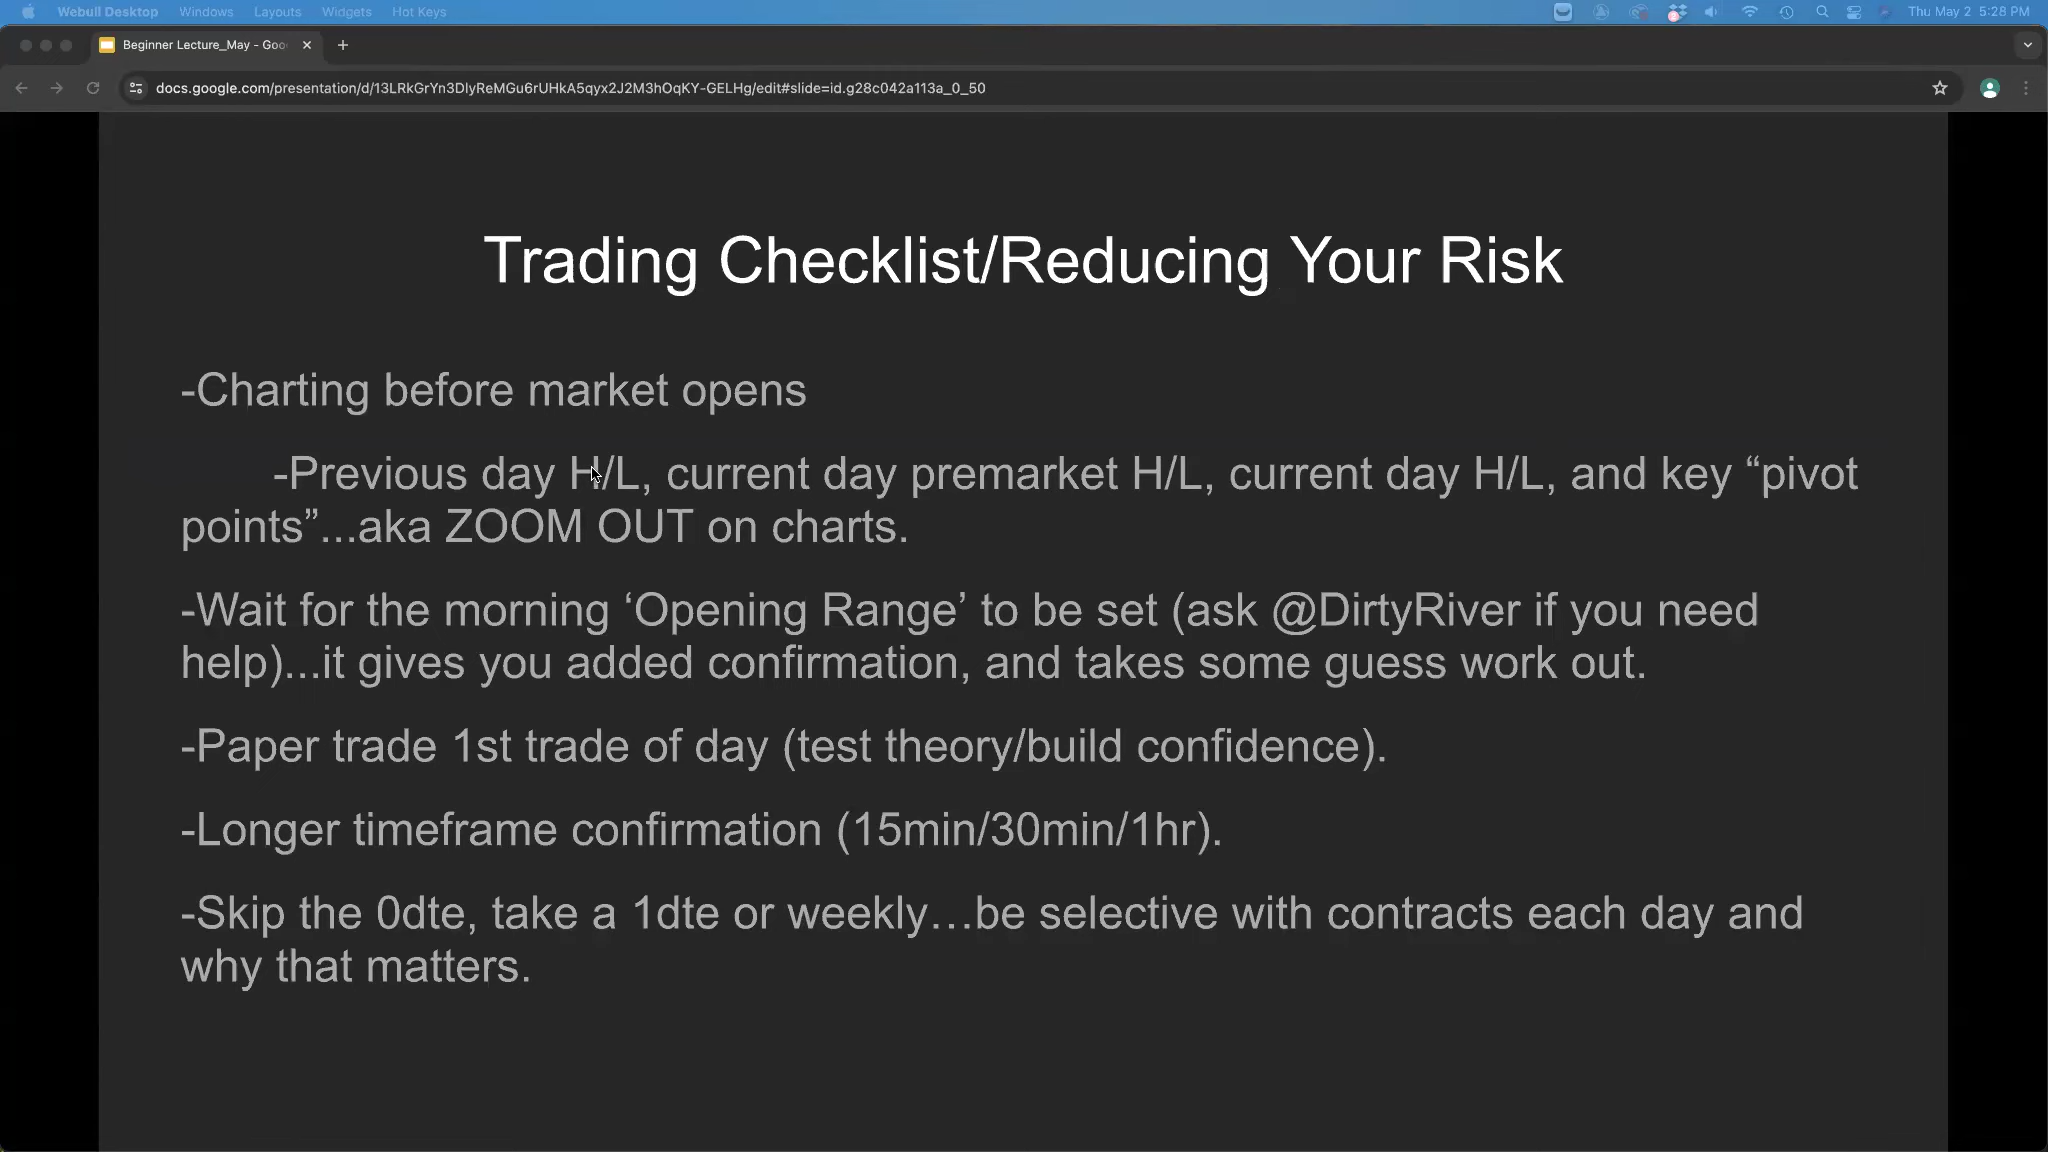 Webull Desktop Windows Layouts Widgets Hot Keys Thu May 2 5:28 PM
Beginner Lecture_May - Goo
docs.google.com/presentation/d/13LRkGrYn3DlyReMGu6rUHkA5qyx2J2M3hOqKY-GELHg/edit#slide=id.g28c042a113a_0_50
Trading Checklist/Reducing Your Risk
-Charting before market opens
-Previous day H/L, current day premarket H/L, current day H/L, and key “pivot
points”...aka ZOOM OUT on charts.
-Wait for the morning ‘Opening Range’ to be set (ask @DirtyRiver if you need
help)...it gives you added confirmation, and takes some guess work out.
-Paper trade 1st trade of day (test theory/build confidence).
-Longer timeframe confirmation (15min/30min/1hr).
-Skip the 0dte, take a 1dte or weekly…be selective with contracts each day and
why that matters.